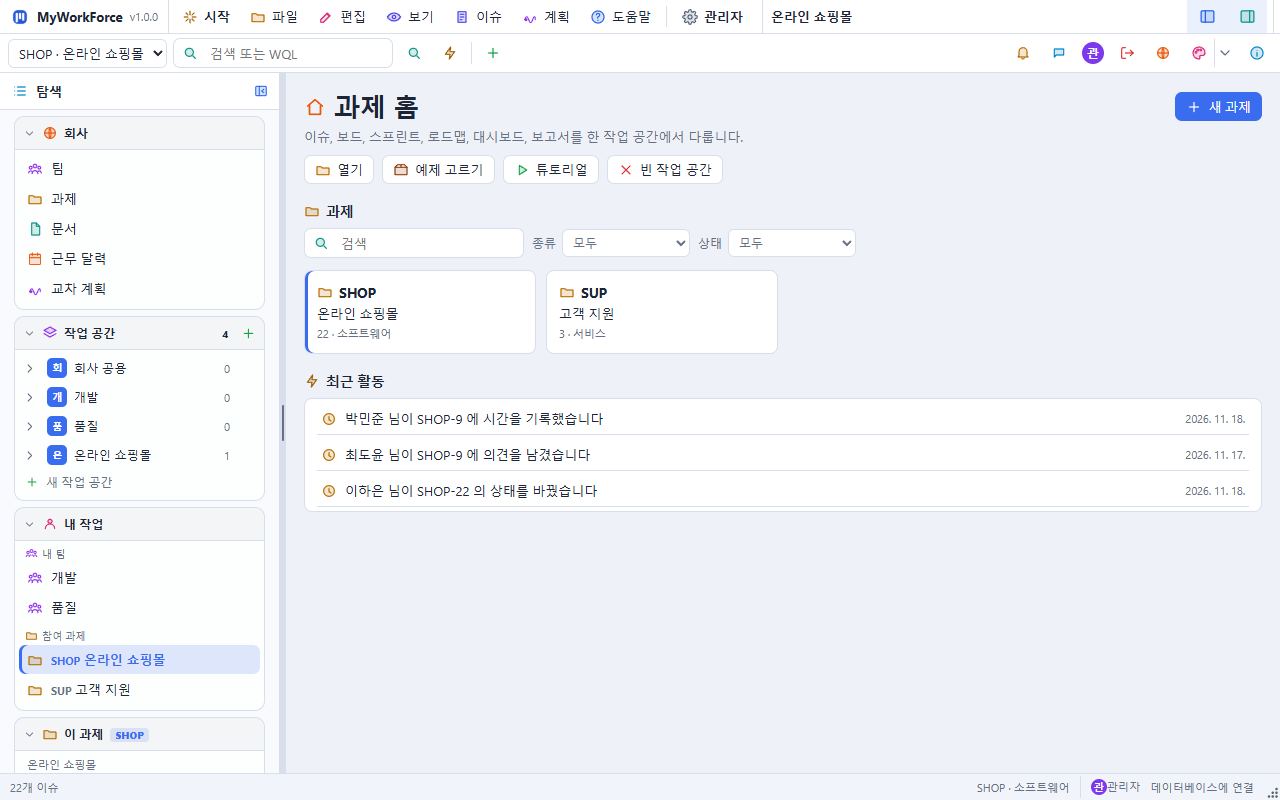 MyWorkForce v1.0.0 시작 파일 편집 보기 이슈 계획 도움말 관리자 온라인 쇼핑몰
SHOP · 온라인 쇼핑몰 검색 또는 WQL 관
탐색
회사
팀
과제
문서
근무 달력
교차 계획
작업 공간 4
회 회사 공용 0
개 개발 0
품 품질 0
온 온라인 쇼핑몰 1
새 작업 공간
내 작업
내 팀
개발
품질
참여 과제
SHOP 온라인 쇼핑몰
SUP 고객 지원
이 과제 SHOP
온라인 쇼핑몰
과제 홈
새 과제
이슈, 보드, 스프린트, 로드맵, 대시보드, 보고서를 한 작업 공간에서 다룹니다.
열기 예제 고르기 튜토리얼 빈 작업 공간
과제
검색 종류 모두 상태 모두
SHOP
온라인 쇼핑몰
22 · 소프트웨어
SUP
고객 지원
3 · 서비스
최근 활동
박민준 님이 SHOP-9 에 시간을 기록했습니다 2026. 11. 18.
최도윤 님이 SHOP-9 에 의견을 남겼습니다 2026. 11. 17.
이하은 님이 SHOP-22 의 상태를 바꿨습니다 2026. 11. 18.
22개 이슈 SHOP · 소프트웨어 관 관리자 데이터베이스에 연결